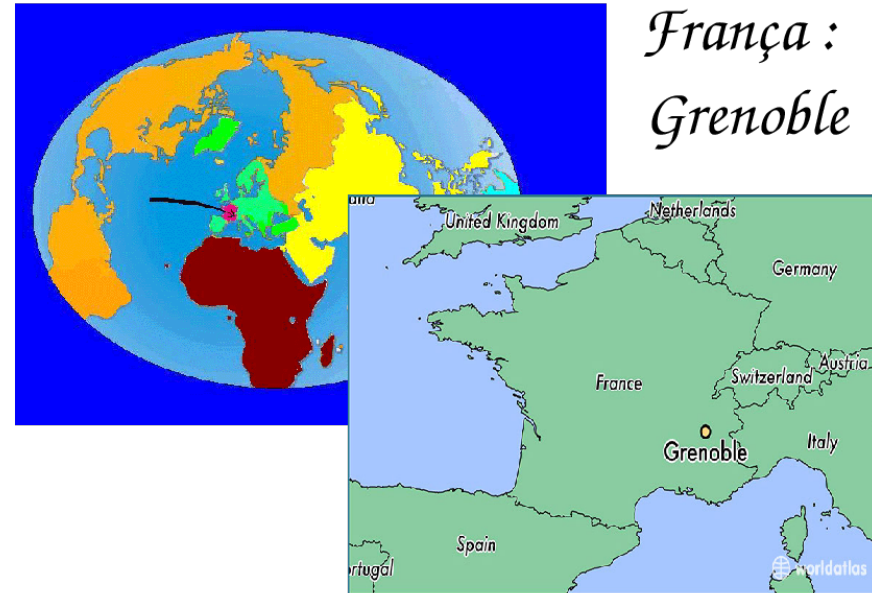 França :
Grenoble
United Kingdom
Netherlands
Germany
France
Switzerland
Austria
Grenoble
Italy
Spain
rtugal
worldatlas